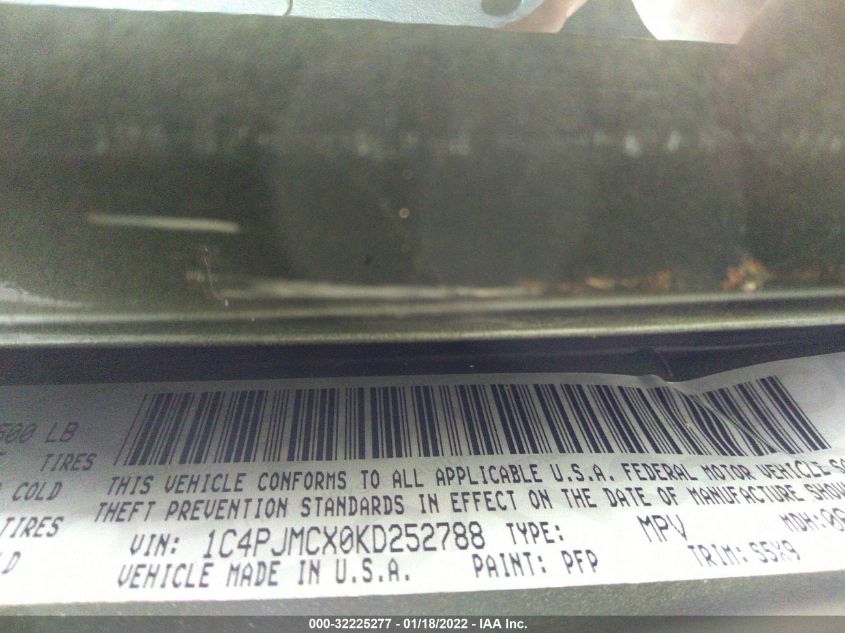 500 LB
TIRES
COLD
TIRES
THIS VEHICLE CONFORMS TO ALL APPLICABLE U.S.A. FEDERAL MOTOR VEHICLE
THEFT PREVENTION STANDARDS IN EFFECT ON THE DATE OF MANUFACTURE SHOW
VIN: 1C4PJMCX0KD252788 TYPE: MPV MDH:
VEHICLE MADE IN U.S.A. PAINT: PFP TRIM: S5X9
000-32225277 - 01/18/2022 - IAA Inc.